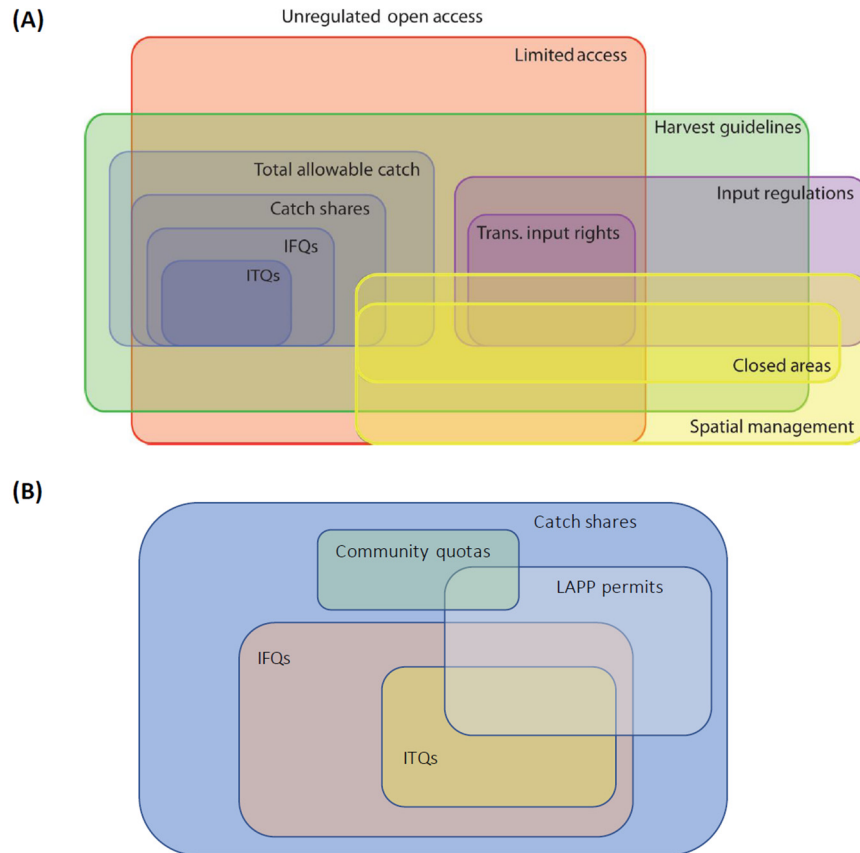 (A)
Unregulated open access
Limited access
Harvest guidelines
Total allowable catch
Input regulations
Catch shares
Trans. input rights
IFQs
ITQs
Closed areas
Spatial management
(B)
Catch shares
Community quotas
LAPP permits
IFQs
ITQs